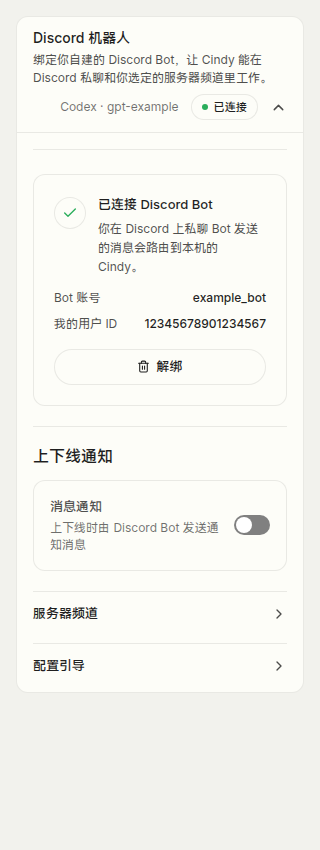 Discord 机器人
绑定你自建的 Discord Bot，让 Cindy 能在
Discord 私聊和你选定的服务器频道里工作。
Codex · gpt-example
已连接
已连接 Discord Bot
你在 Discord 上私聊 Bot 发送
的消息会路由到本机的
Cindy。
Bot 账号 example_bot
我的用户 ID 12345678901234567
解绑
上下线通知
消息通知
上下线时由 Discord Bot 发送通
知消息
服务器频道
配置引导